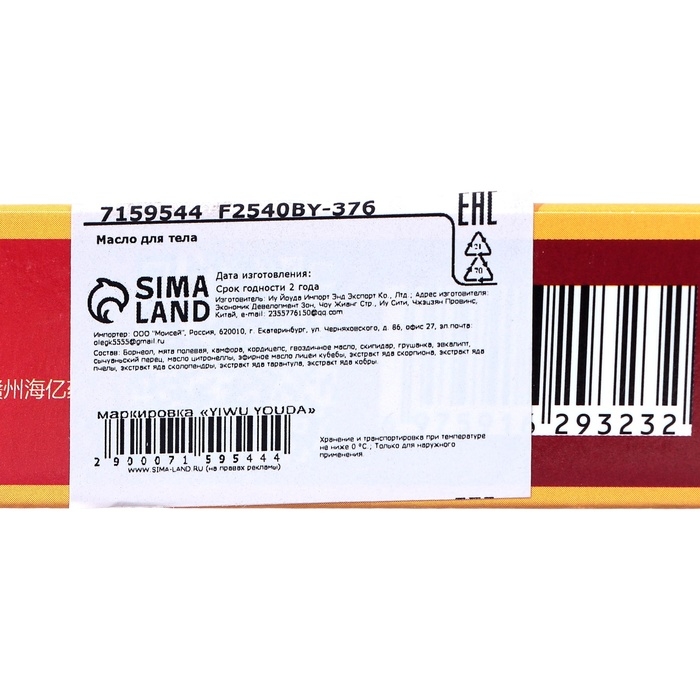 7159544 F2540BY-376
EAC
Масло для тела
21
70
SIMA
LAND
Дата изготовления:
Срок годности 2 года
Изготовитель: Иу Йоуда Импорт Энд Экспорт Ко., Лтд.; Адрес изготовителя:
Экономик Девелопмент Зон, Чоу Жианг Стр., Иу Сити, Чжэцзян Провинс,
Китай, e-mail: 2355776150@qq.com
Импортер: ООО "Моисей", Россия, 620010, г. Екатеринбург, ул. Черняховского, д. 86, офис 27, эл.почта:
olegk5555@gmail.ru
Состав: Борнеол, мята полевая, камфора, кордицепс, гвоздичное масло, скипидар, грушанка, эвкалипт,
сычуаньский перец, масло цитронеллы, эфирное масло лицеи кубебы, экстракт яда скорпиона, экстракт яда
пчелы, экстракт яда сколопендры, экстракт яда тарантула, экстракт яда кобры
州海亿
маркировка «YIWU YOUDA»
2 900071 595444
WWW.SIMA-LAND.RU (на правах рекламы)
Хранение и транспортировка при температуре
не ниже 0 °С.; Только для наружного
применения
293232